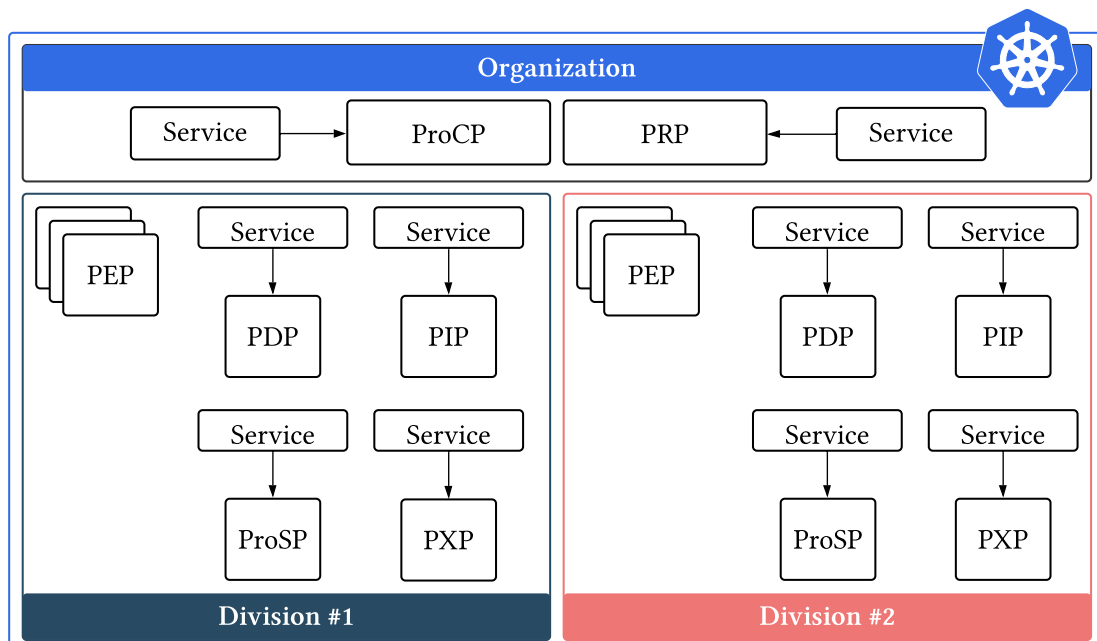 Organization
Service
ProCP
PRP
Service
PEP
Service
Service
PDP
PIP
Service
Service
ProSP
PXP
Division #1
PEP
Service
Service
PDP
PIP
Service
Service
ProSP
PXP
Division #2